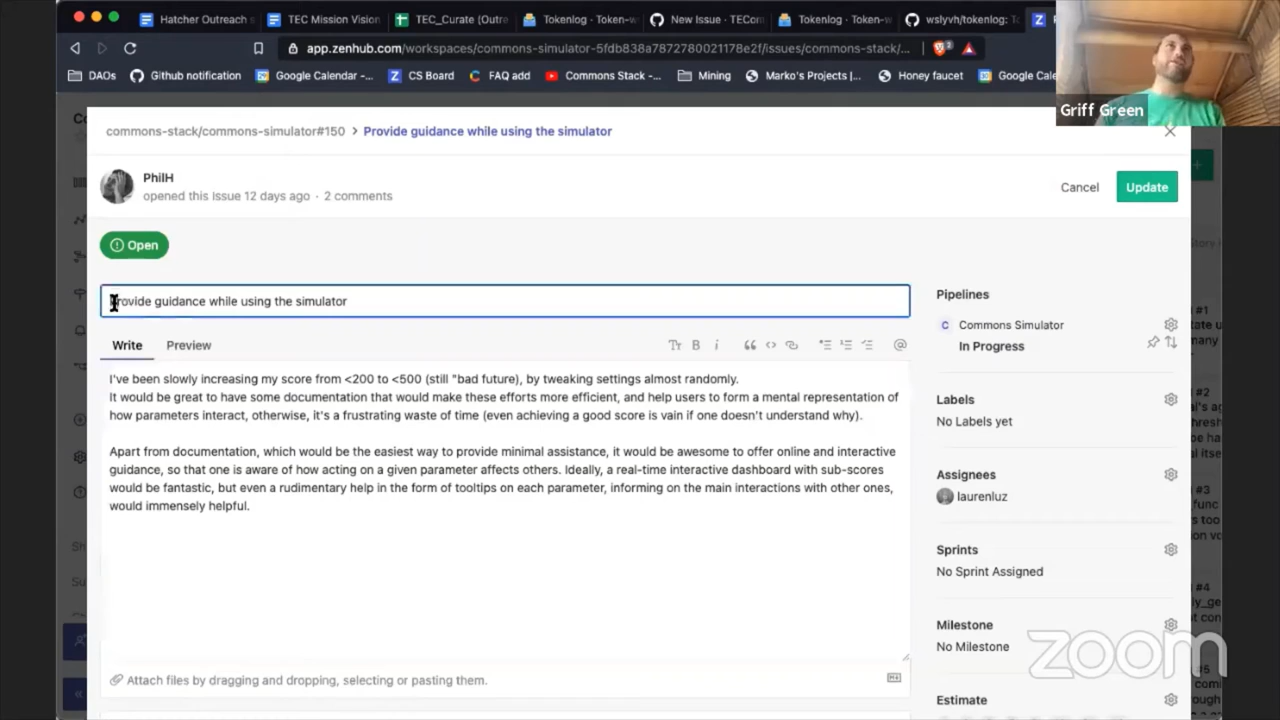 Hatcher Outreach s
TEC Mission Vision
TEC_Curate (Outre
Tokenlog - Token-w
New Issue · TECom
Tokenlog - Token-w
wslyvh/tokenlog: To
app.zenhub.com/workspaces/commons-simulator-5fdb838a7872780021178e2f/issues/commons-stack/...
DAOs
Github notification
Google Calendar -...
CS Board
FAQ add
Commons Stack -...
Mining
Marko's Projects |...
Honey faucet
Google Cale
Griff Green
commons-stack/commons-simulator#150 > Provide guidance while using the simulator
PhilH
opened this issue 12 days ago · 2 comments
Cancel
Update
Open
Provide guidance while using the simulator
Write
Preview
I've been slowly increasing my score from <200 to <500 (still "bad future), by tweaking settings almost randomly.
It would be great to have some documentation that would make these efforts more efficient, and help users to form a mental representation of
how parameters interact, otherwise, it's a frustrating waste of time (even achieving a good score is vain if one doesn't understand why).
Apart from documentation, which would be the easiest way to provide minimal assistance, it would be awesome to offer online and interactive
guidance, so that one is aware of how acting on a given parameter affects others. Ideally, a real-time interactive dashboard with sub-scores
would be fantastic, but even a rudimentary help in the form of tooltips on each parameter, informing on the main interactions with other ones,
would immensely helpful.
Attach files by dragging and dropping, selecting or pasting them.
Pipelines
Commons Simulator
In Progress
Labels
No Labels yet
Assignees
laurenluz
Sprints
No Sprint Assigned
Milestone
No Milestone
Estimate
zoom